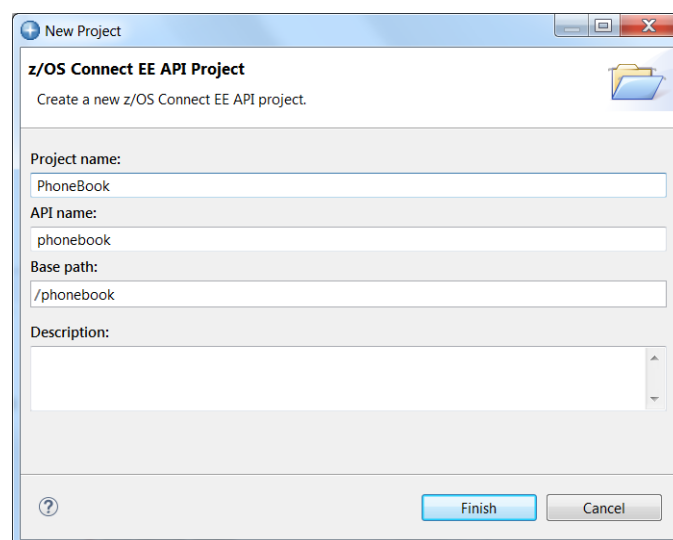 New Project
z/OS Connect EE API Project
Create a new z/OS Connect EE API project.
Project name:
PhoneBook
API name:
phonebook
Base path:
/phonebook
Description:
?
Finish
Cancel